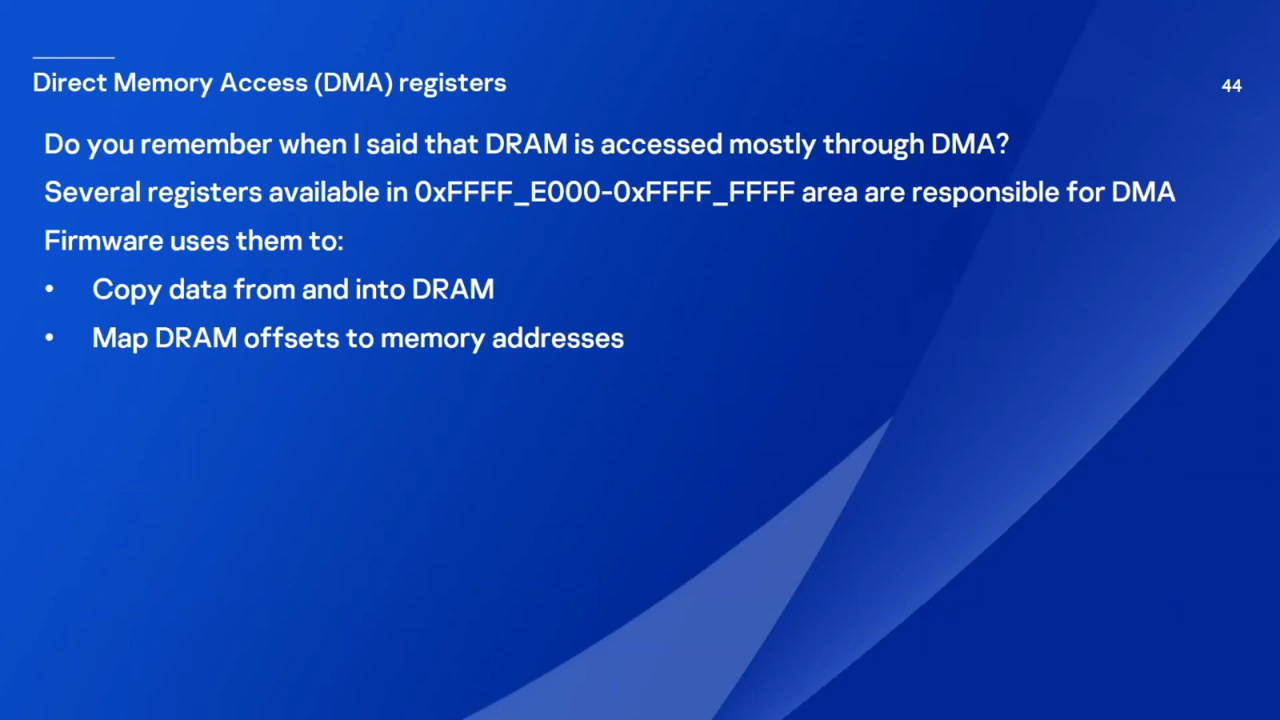 Direct Memory Access (DMA) registers
44
Do you remember when I said that DRAM is accessed mostly through DMA?
Several registers available in 0xFFFF_E000-0xFFFF_FFFF area are responsible for DMA
Firmware uses them to:
• Copy data from and into DRAM
• Map DRAM offsets to memory addresses